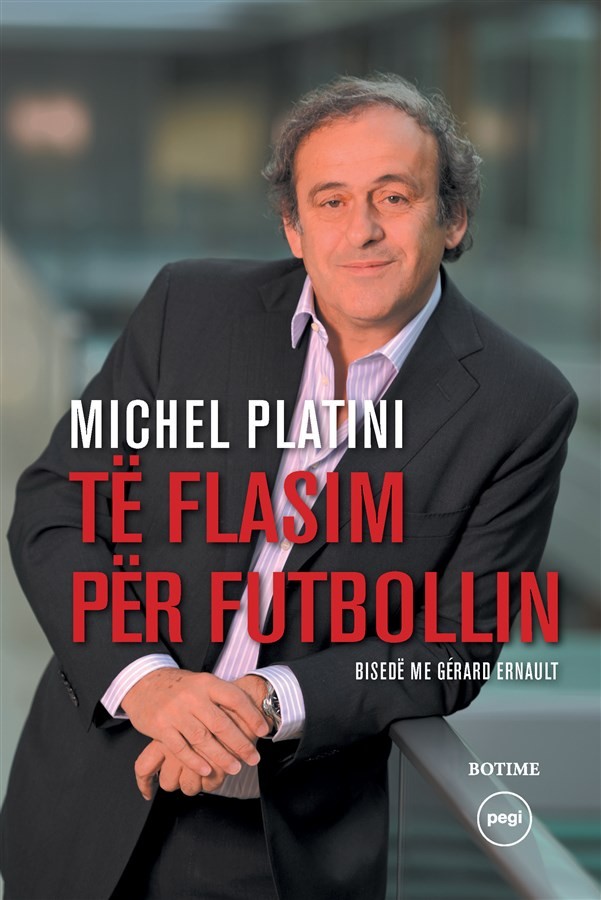 MICHEL PLATINI
TË FLASIM
PËR FUTBOLLIN
BISEDË ME GÉRARD ERNAULT
BOTIME
pegi